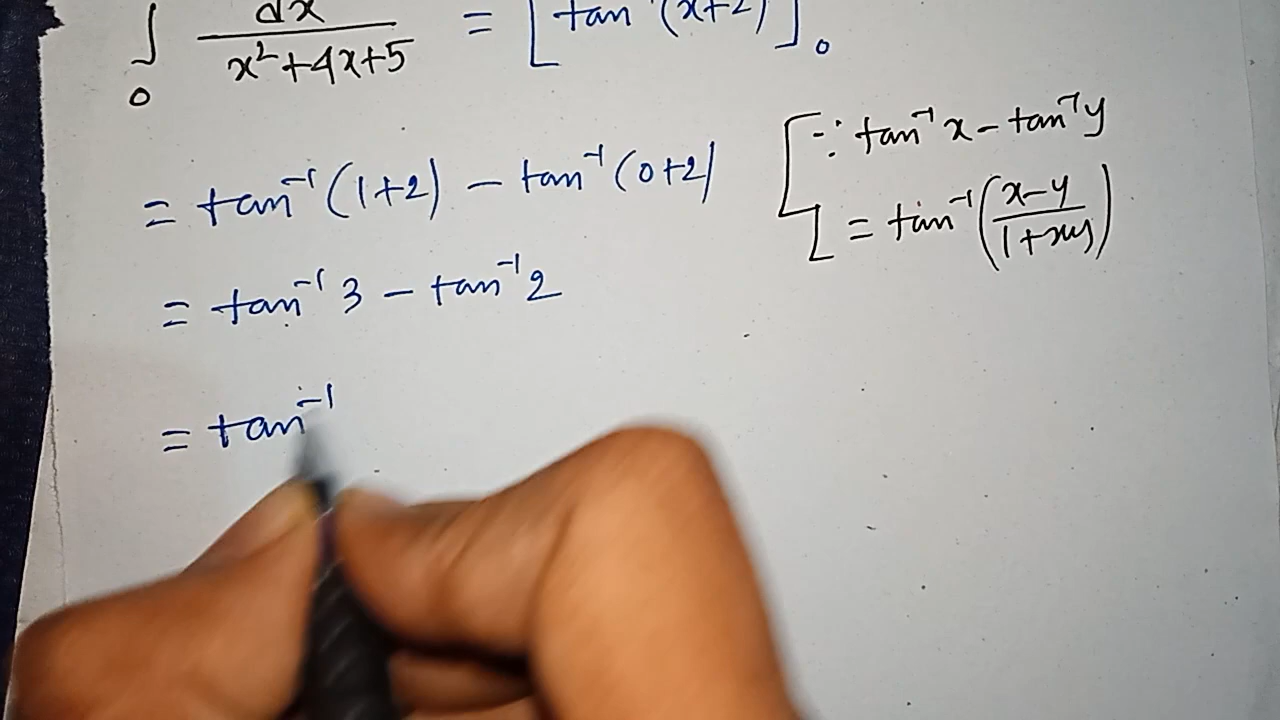 ∫₀ dx/(x²+4x+5) = [tan (x+2)]₀
= tan⁻¹(1+2) − tan⁻¹(0+2)
= tan⁻¹3 − tan⁻¹2
= tan⁻¹
[∵ tan⁻¹x − tan⁻¹y
= tan⁻¹((x−y)/(1+xy))